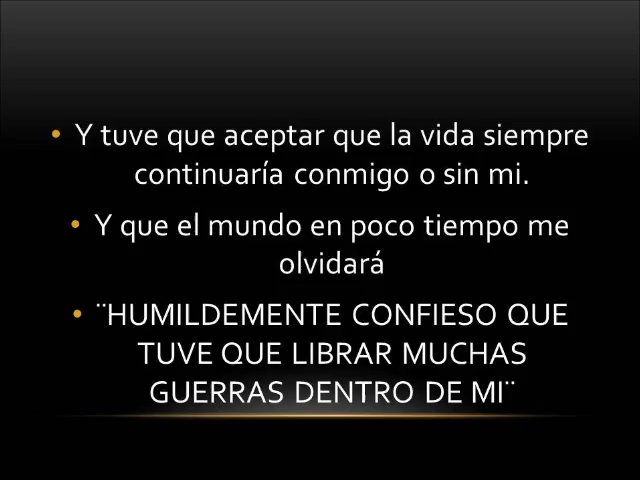 • Y tuve que aceptar que la vida siempre
continuaría conmigo o sin mi.
• Y que el mundo en poco tiempo me
olvidará
• ¨HUMILDEMENTE CONFIESO QUE
TUVE QUE LIBRAR MUCHAS
GUERRAS DENTRO DE MI¨